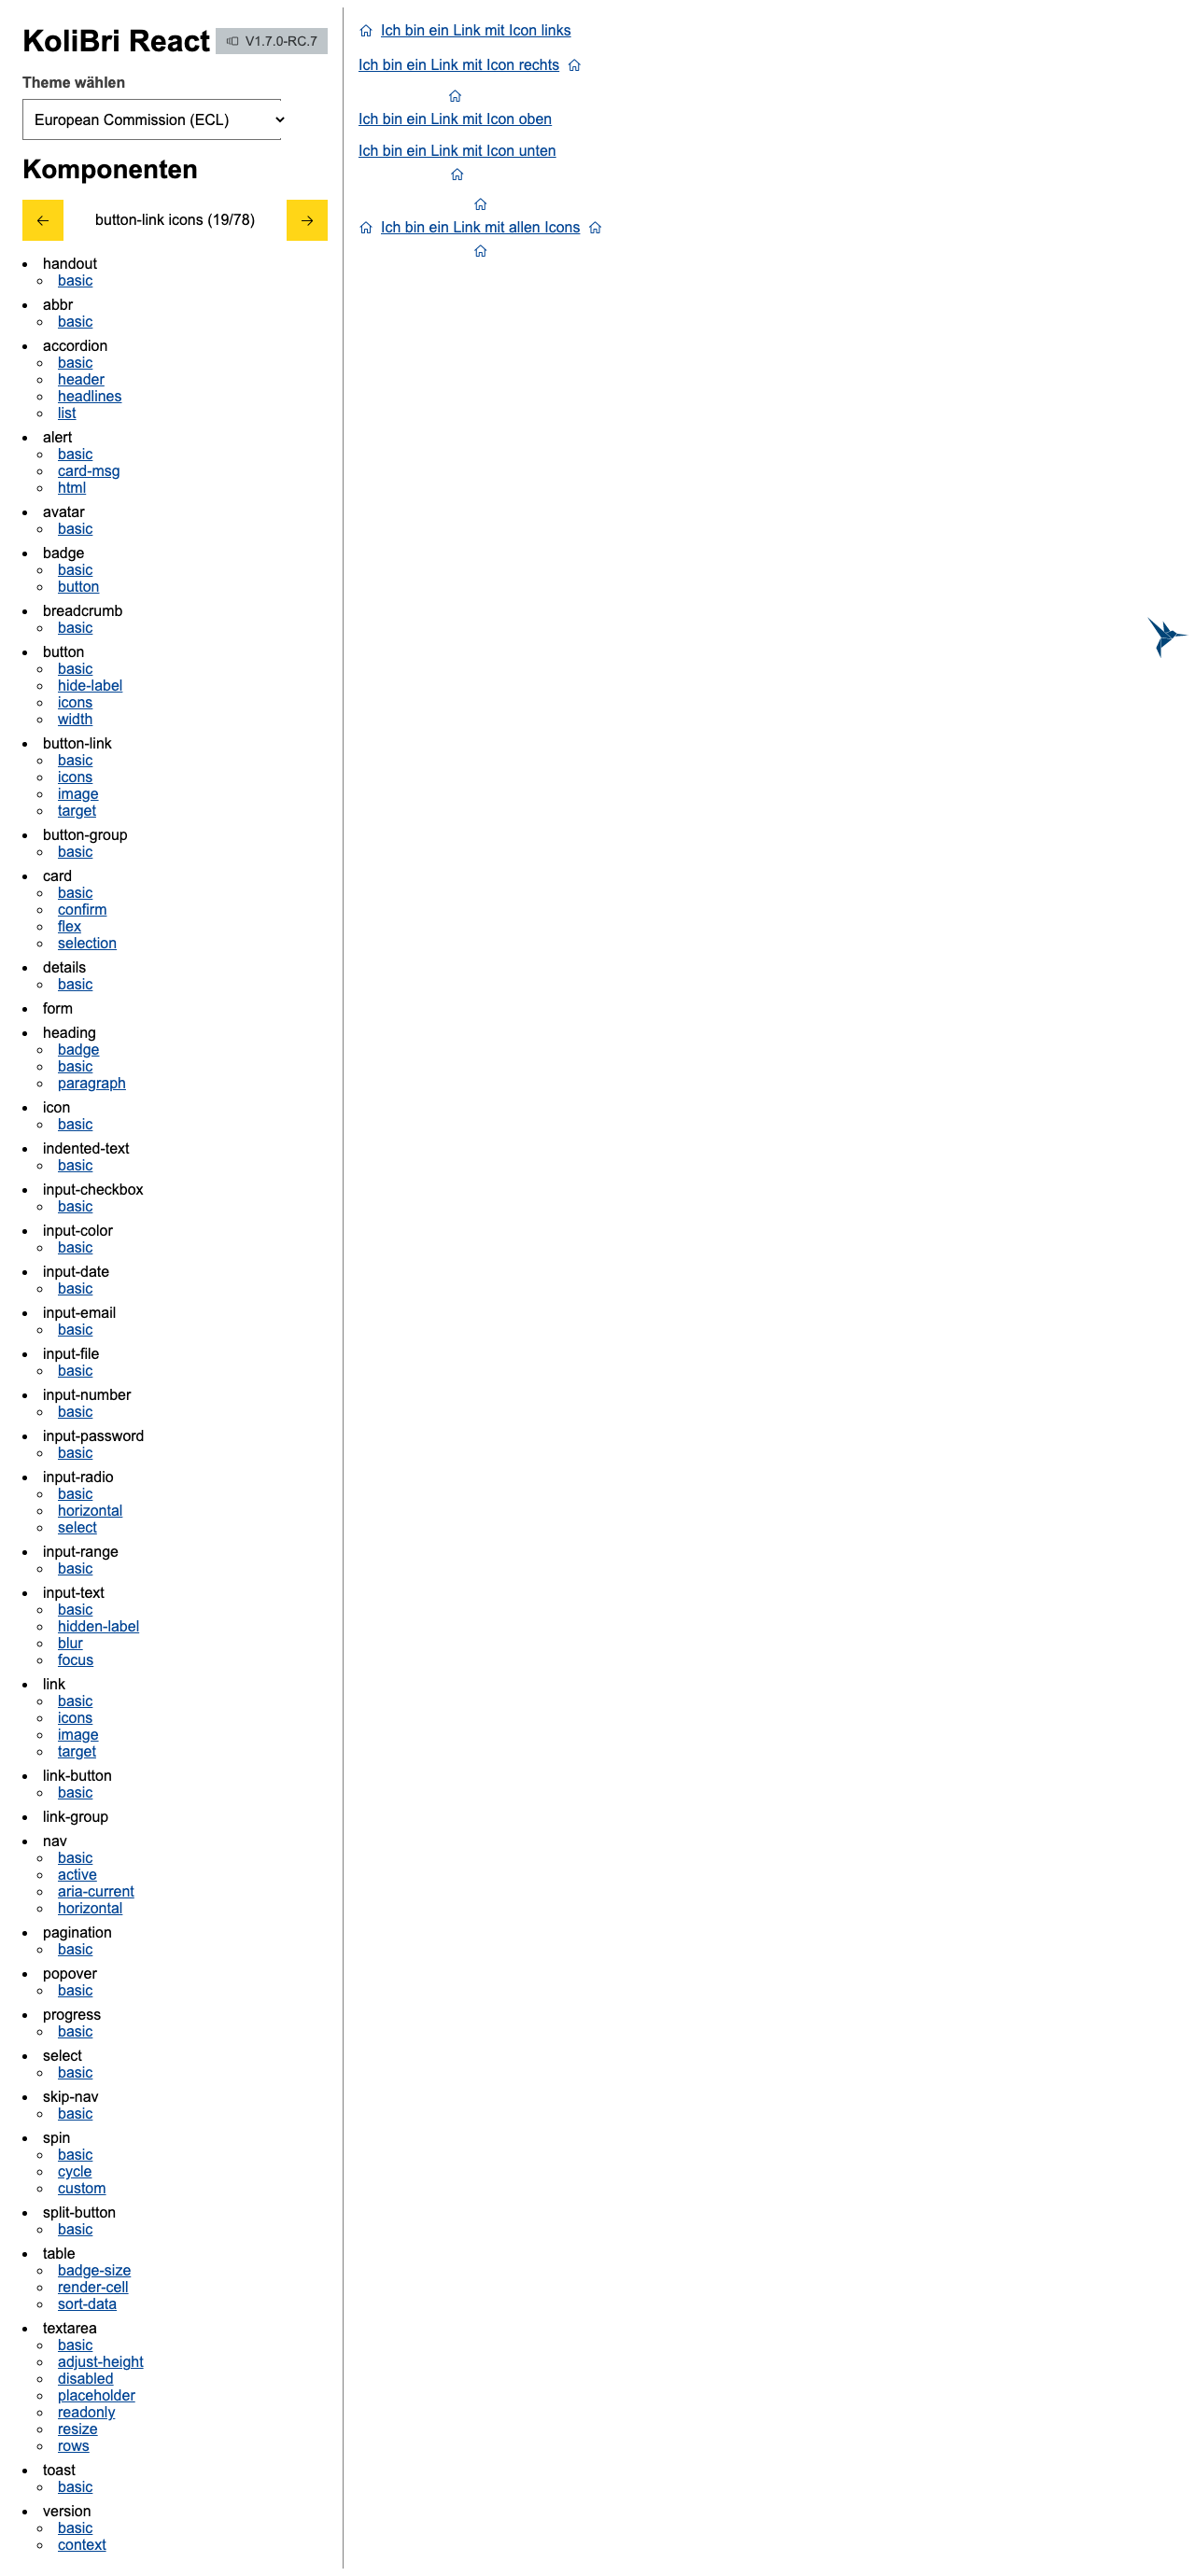 KoliBri React V1.7.0-RC.7
Theme wählen
European Commission (ECL)
Komponenten
button-link icons (19/78)
handout
basic
abbr
basic
accordion
basic
header
headlines
list
alert
basic
card-msg
html
avatar
basic
badge
basic
button
breadcrumb
basic
button
basic
hide-label
icons
width
button-link
basic
icons
image
target
button-group
basic
card
basic
confirm
flex
selection
details
basic
form
heading
badge
basic
paragraph
icon
basic
indented-text
basic
input-checkbox
basic
input-color
basic
input-date
basic
input-email
basic
input-file
basic
input-number
basic
input-password
basic
input-radio
basic
horizontal
select
input-range
basic
input-text
basic
hidden-label
blur
focus
link
basic
icons
image
target
link-button
basic
link-group
nav
basic
active
aria-current
horizontal
pagination
basic
popover
basic
progress
basic
select
basic
skip-nav
basic
spin
basic
cycle
custom
split-button
basic
table
badge-size
render-cell
sort-data
textarea
basic
adjust-height
disabled
placeholder
readonly
resize
rows
toast
basic
version
basic
context
Ich bin ein Link mit Icon links
Ich bin ein Link mit Icon rechts
Ich bin ein Link mit Icon oben
Ich bin ein Link mit Icon unten
Ich bin ein Link mit allen Icons